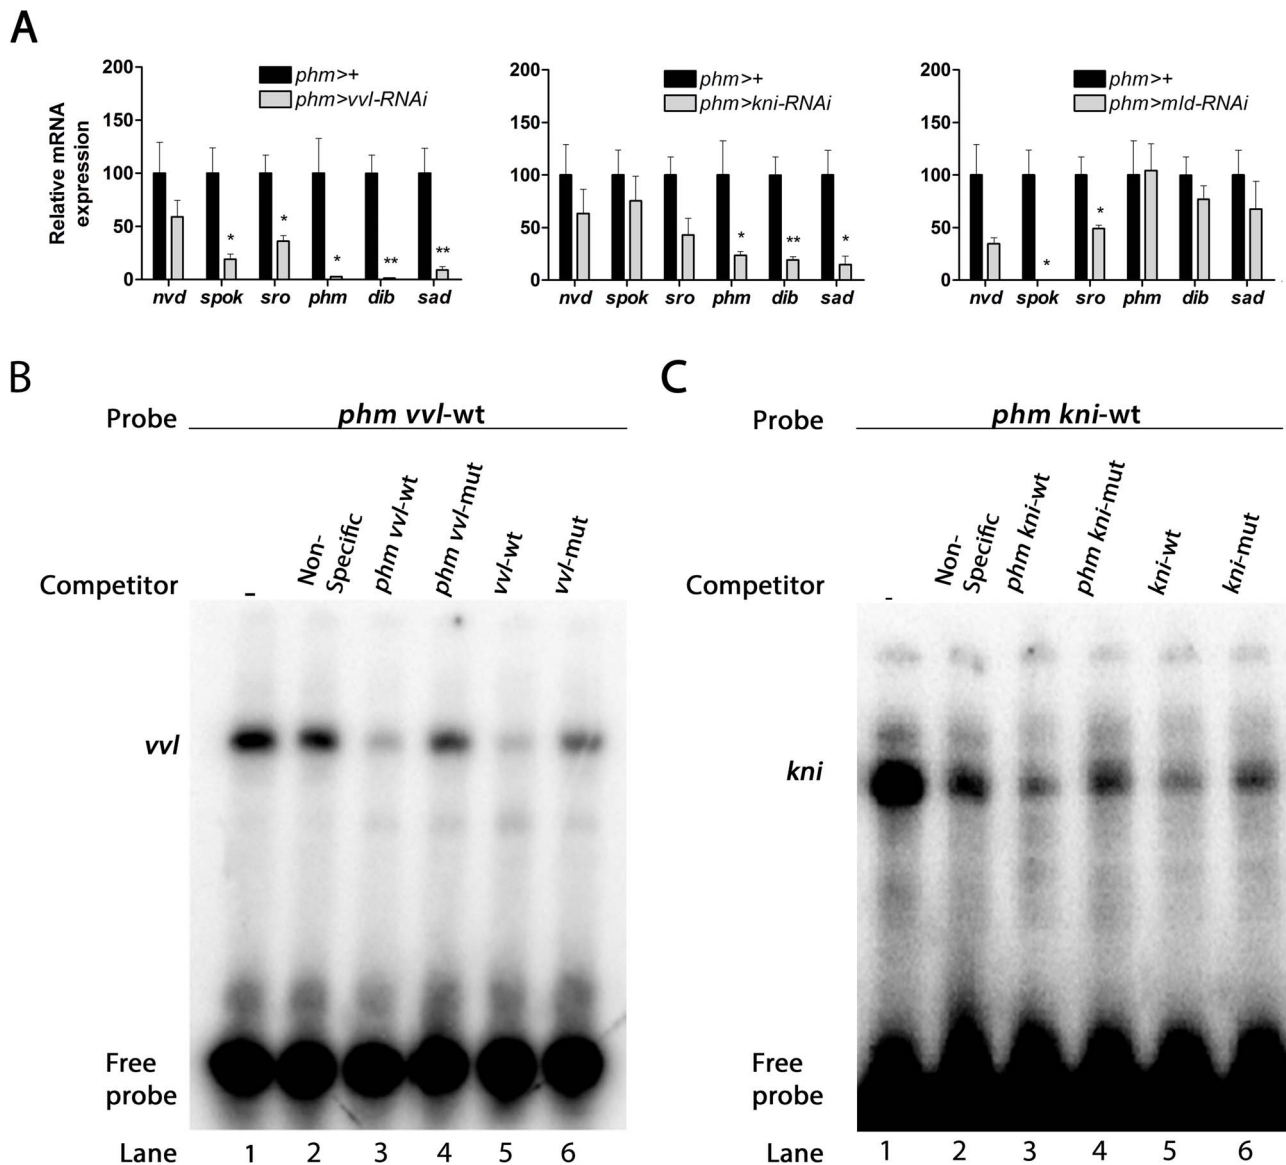 A
200
150
100
50
0
Relative mRNA
expression
phm>+
phm>vvl-RNAi
* * * ** **
nvd spok sro phm dib sad
200
150
100
50
0
phm>+
phm>kni-RNAi
* ** *
nvd spok sro phm dib sad
200
150
100
50
0
phm>+
phm>mld-RNAi
* *
nvd spok sro phm dib sad
B
Probe
phm vvl-wt
Competitor
-
Non-
Specific
phm vvl-wt
phm vvl-mut
vvl-wt
vvl-mut
vvl
Free
probe
Lane 1 2 3 4 5 6
C
Probe
phm kni-wt
Competitor
-
Non-
Specific
phm kni-wt
phm kni-mut
kni-wt
kni-mut
kni
Free
probe
Lane 1 2 3 4 5 6